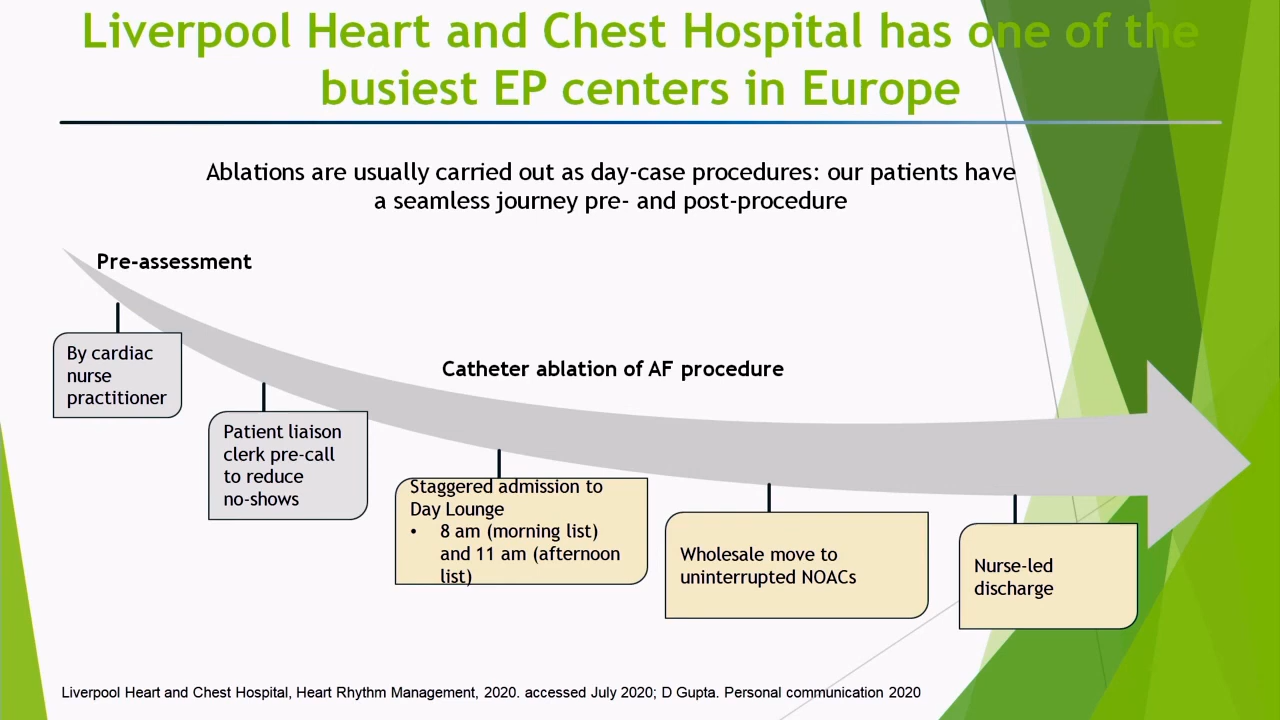 Liverpool Heart and Chest Hospital has one of the
busiest EP centers in Europe
Ablations are usually carried out as day-case procedures: our patients have
a seamless journey pre- and post-procedure
Pre-assessment
By cardiac
nurse
practitioner
Patient liaison
clerk pre-call
to reduce
no-shows
Catheter ablation of AF procedure
Staggered admission to
Day Lounge
• 8 am (morning list)
and 11 am (afternoon
list)
Wholesale move to
uninterrupted NOACs
Nurse-led
discharge
Liverpool Heart and Chest Hospital, Heart Rhythm Management, 2020. accessed July 2020; D Gupta. Personal communication 2020